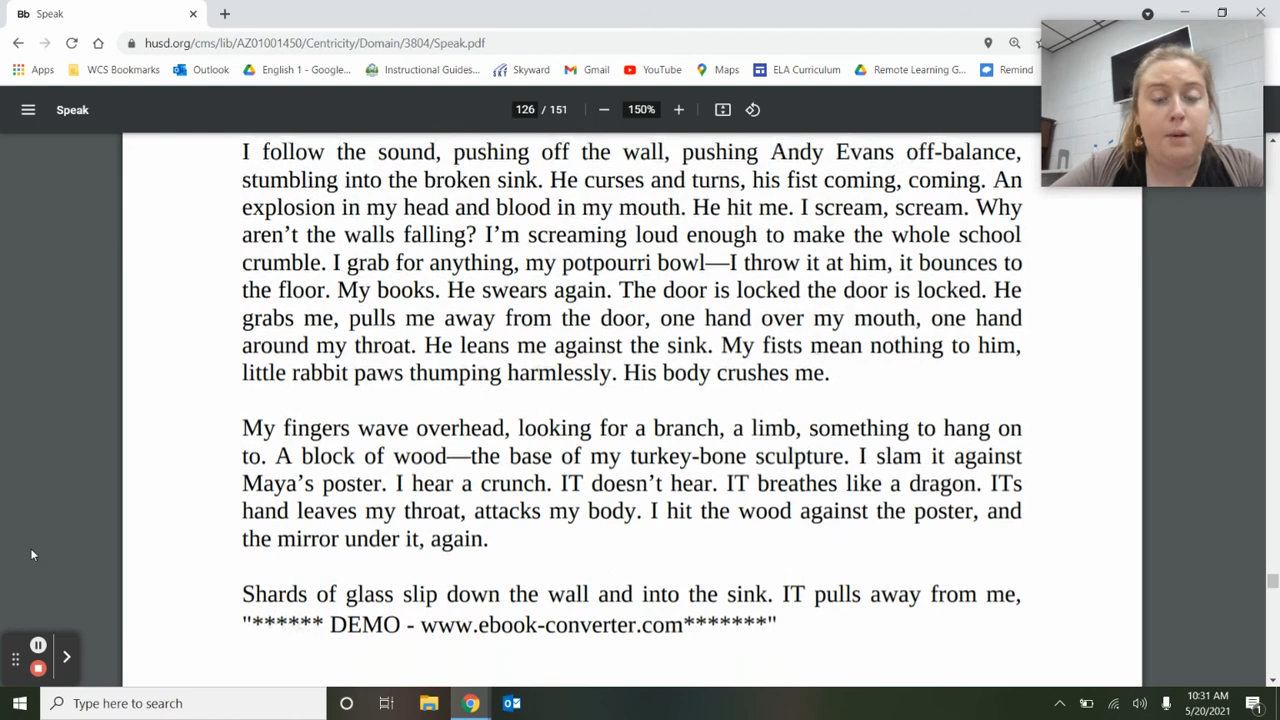 Bb Speak
husd.org/cms/lib/AZ01001450/Centricity/Domain/3804/Speak.pdf
Apps WCS Bookmarks Outlook English 1 - Google... Instructional Guides... Skyward Gmail YouTube Maps ELA Curriculum Remote Learning G... Remind
Speak 126 / 151 150%
I follow the sound, pushing off the wall, pushing Andy Evans off-balance,
stumbling into the broken sink. He curses and turns, his fist coming, coming. An
explosion in my head and blood in my mouth. He hit me. I scream, scream. Why
aren’t the walls falling? I’m screaming loud enough to make the whole school
crumble. I grab for anything, my potpourri bowl—I throw it at him, it bounces to
the floor. My books. He swears again. The door is locked the door is locked. He
grabs me, pulls me away from the door, one hand over my mouth, one hand
around my throat. He leans me against the sink. My fists mean nothing to him,
little rabbit paws thumping harmlessly. His body crushes me.
My fingers wave overhead, looking for a branch, a limb, something to hang on
to. A block of wood—the base of my turkey-bone sculpture. I slam it against
Maya’s poster. I hear a crunch. IT doesn’t hear. IT breathes like a dragon. ITs
hand leaves my throat, attacks my body. I hit the wood against the poster, and
the mirror under it, again.
Shards of glass slip down the wall and into the sink. IT pulls away from me,
"****** DEMO - www.ebook-converter.com*******"
Type here to search
10:31 AM
5/20/2021
1